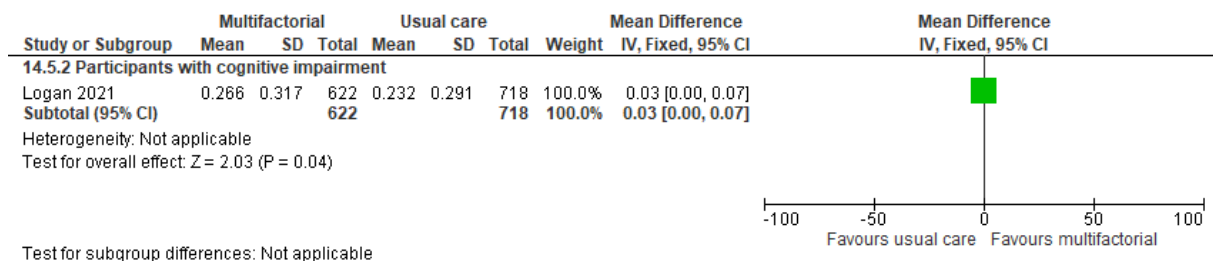 Multifactorial Usual care Mean Difference Mean Difference
Study or Subgroup Mean SD Total Mean SD Total Weight IV, Fixed, 95% CI IV, Fixed, 95% CI
14.5.2 Participants with cognitive impairment
Logan 2021 0.266 0.317 622 0.232 0.291 718 100.0% 0.03 [0.00, 0.07]
Subtotal (95% CI) 622 718 100.0% 0.03 [0.00, 0.07]
Heterogeneity: Not applicable
Test for overall effect: Z = 2.03 (P = 0.04)
-100 -50 0 50 100
Favours usual care Favours multifactorial
Test for subgroup differences: Not applicable